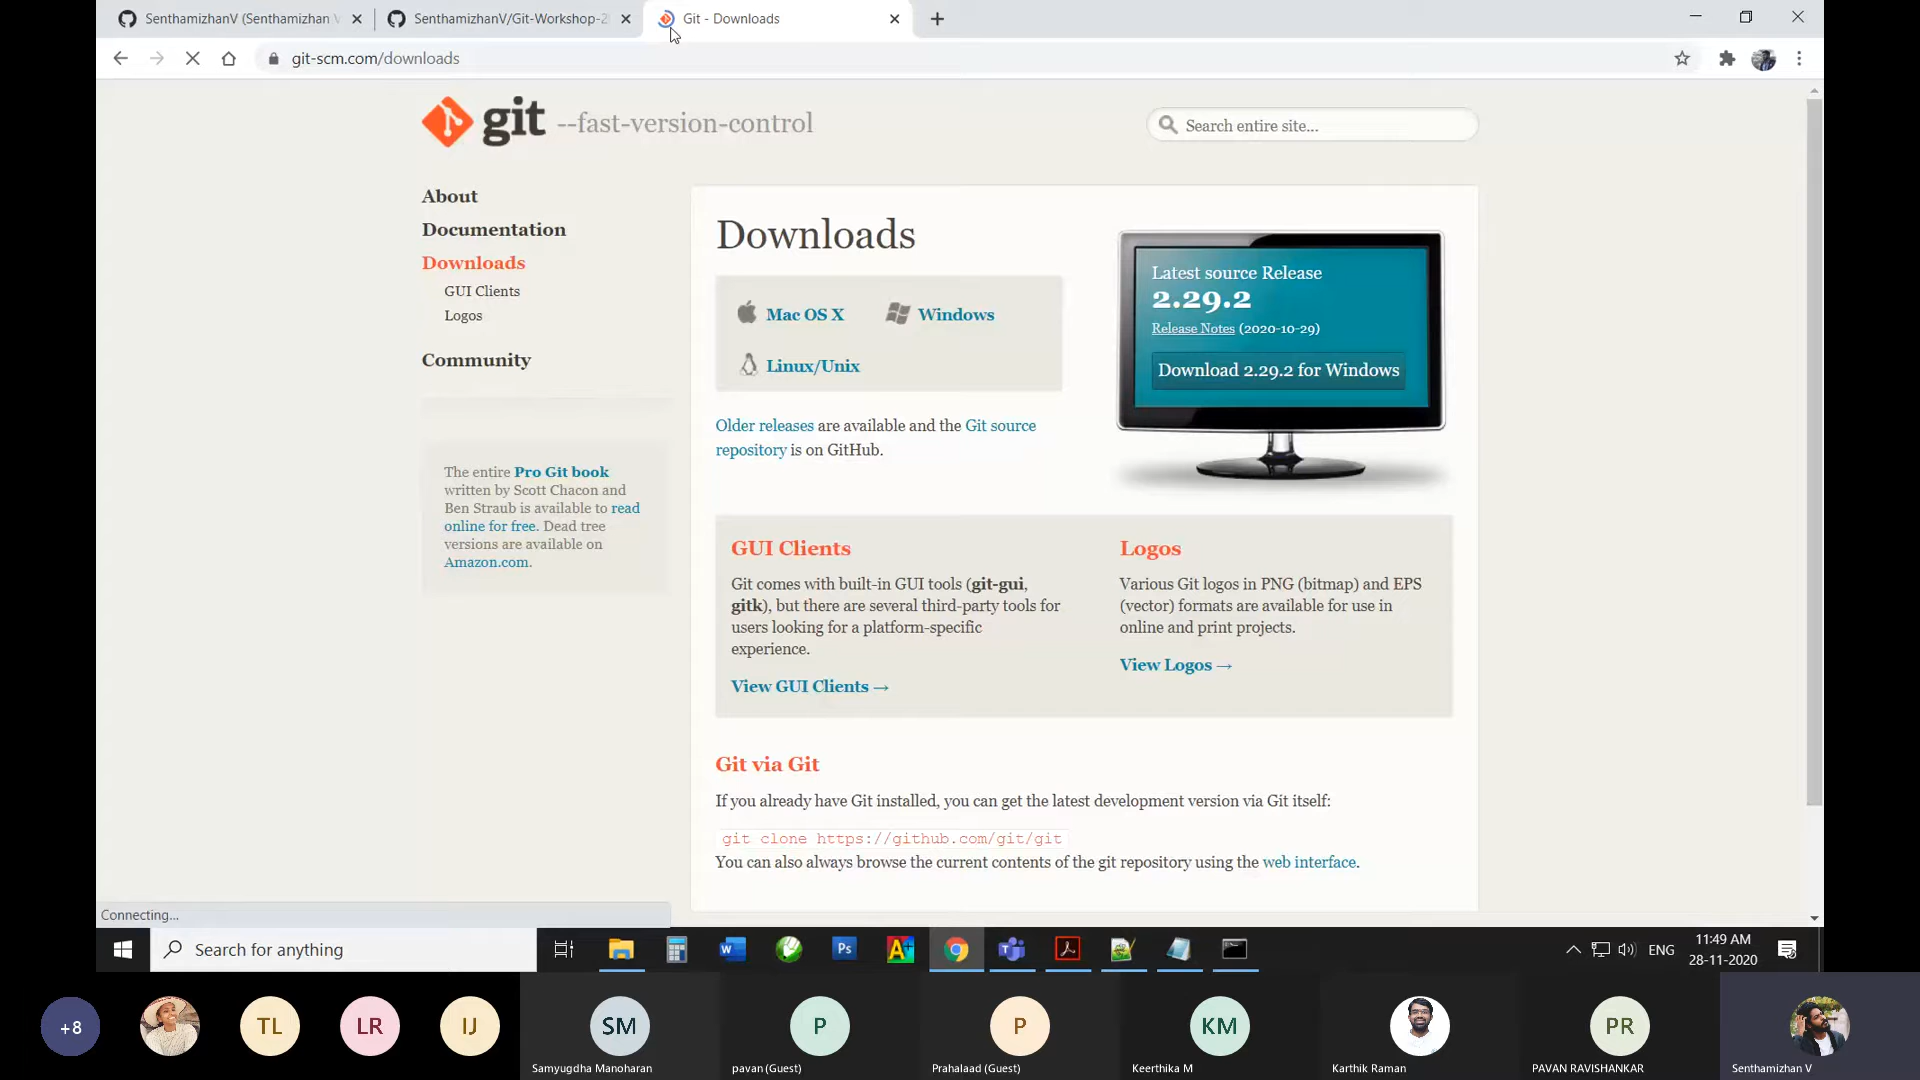 SenthamizhanV (Senthamizhan V
SenthamizhanV/Git-Workshop-2
Git - Downloads
git-scm.com/downloads
git --fast-version-control
Search entire site...
About
Documentation
Downloads
GUI Clients
Logos
Community
The entire Pro Git book
written by Scott Chacon and
Ben Straub is available to read
online for free. Dead tree
versions are available on
Amazon.com.
Downloads
Mac OS X
Windows
Linux/Unix
Older releases are available and the Git source
repository is on GitHub.
Latest source Release
2.29.2
Release Notes (2020-10-29)
Download 2.29.2 for Windows
GUI Clients
Git comes with built-in GUI tools (git-gui,
gitk), but there are several third-party tools for
users looking for a platform-specific
experience.
View GUI Clients →
Logos
Various Git logos in PNG (bitmap) and EPS
(vector) formats are available for use in
online and print projects.
View Logos →
Git via Git
If you already have Git installed, you can get the latest development version via Git itself:
git clone https://github.com/git/git
You can also always browse the current contents of the git repository using the web interface.
Connecting...
Search for anything
W
Ps
ENG
11:49 AM
28-11-2020
+8
TL
LR
IJ
SM
Samyugdha Manoharan
P
pavan (Guest)
P
Prahalaad (Guest)
KM
Keerthika M
Karthik Raman
PR
PAVAN RAVISHANKAR
Senthamizhan V